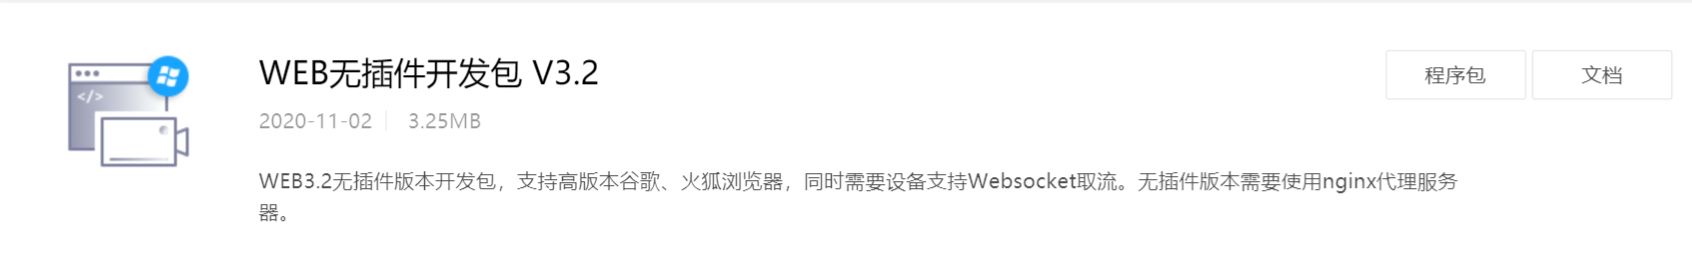 </>
WEB无插件开发包 V3.2
程序包
文档
2020-11-02 3.25MB
WEB3.2无插件版本开发包，支持高版本谷歌、火狐浏览器，同时需要设备支持Websocket取流。无插件版本需要使用nginx代理服务
器。